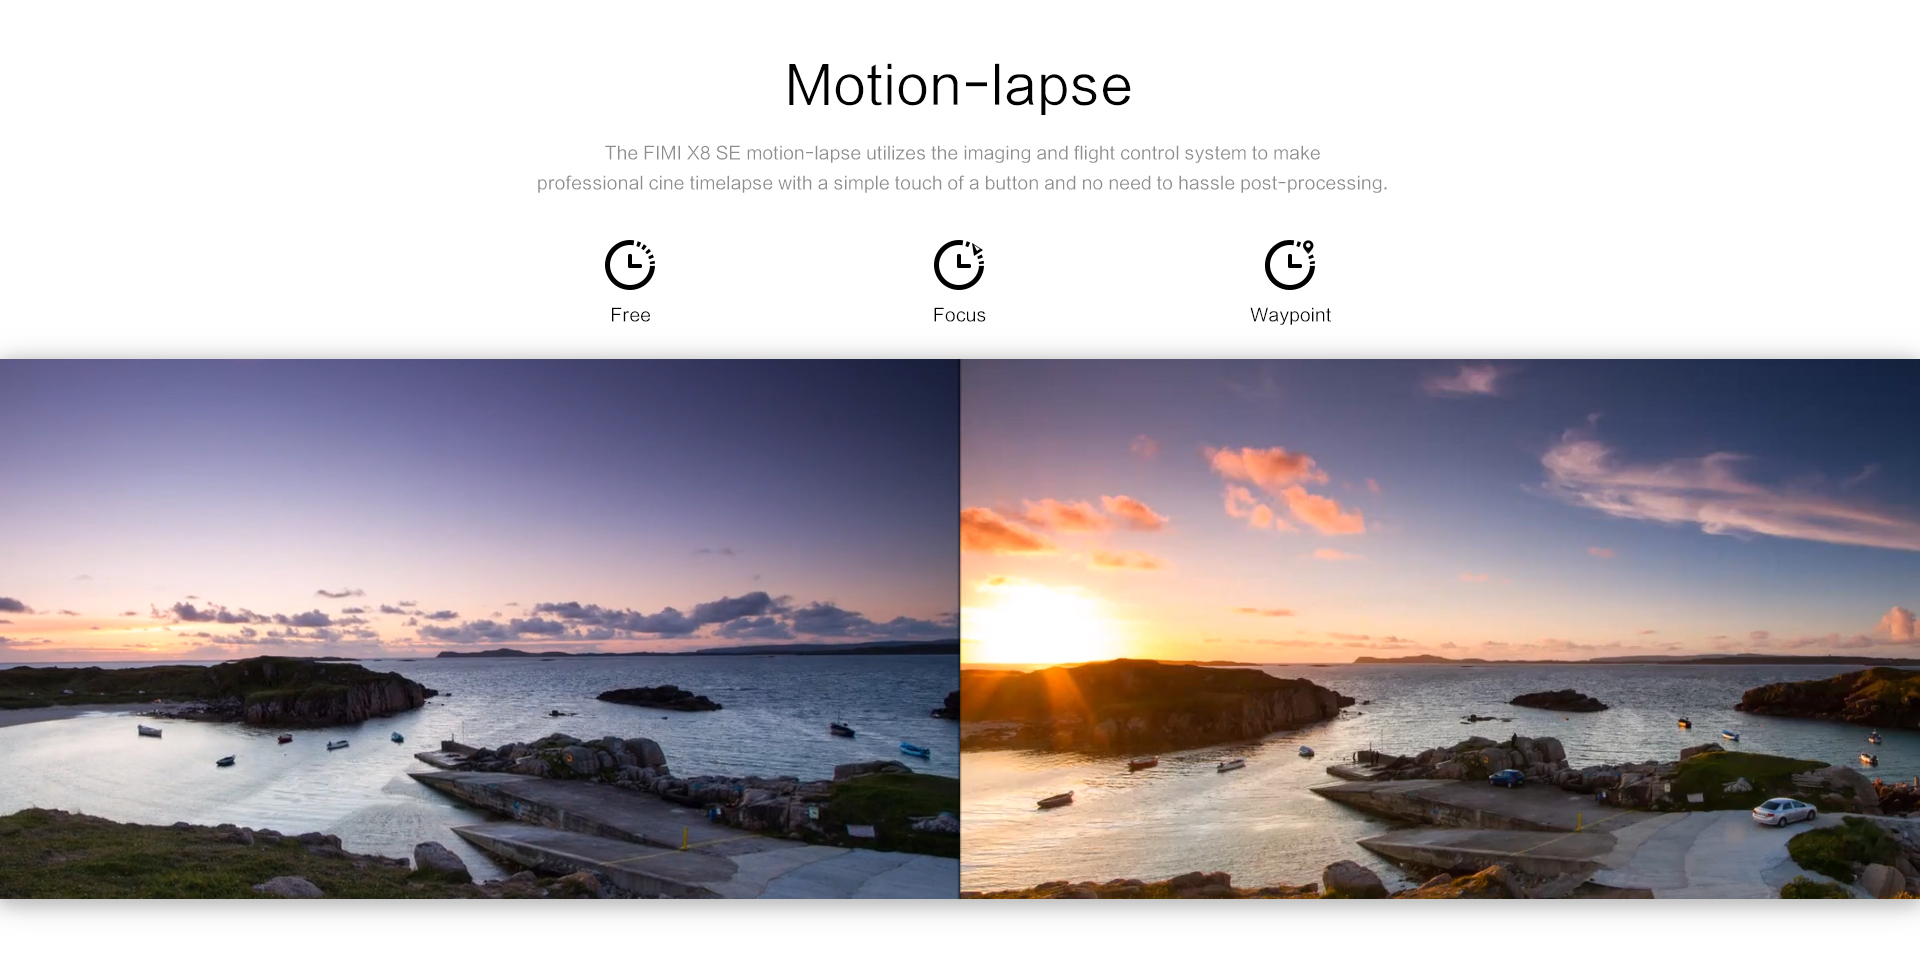 Motion-lapse
The FIMI X8 SE motion-lapse utilizes the imaging and flight control system to make
professional cine timelapse with a simple touch of a button and no need to hassle post-processing.
Free
Focus
Waypoint